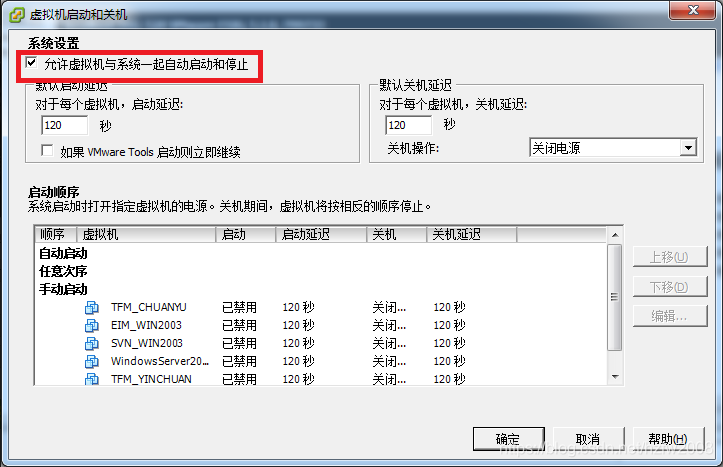 虚拟机启动和关机
系统设置
允许虚拟机与系统一起自动启动和停止
默认启动延迟
对于每个虚拟机，启动延迟:
120 秒
如果 VMware Tools 启动则立即继续
默认关机延迟
对于每个虚拟机，关机延迟:
120 秒
关机操作: 关闭电源
启动顺序
系统启动时打开指定虚拟机的电源。关机期间，虚拟机将按相反的顺序停止。
顺序 虚拟机 启动 启动延迟 关机 关机延迟
自动启动
任意次序
手动启动
TFM_CHUANYU 已禁用 120 秒 关闭... 120 秒
EIM_WIN2003 已禁用 120 秒 关闭... 120 秒
SVN_WIN2003 已禁用 120 秒 关闭... 120 秒
WindowsServer20... 已禁用 120 秒 关闭... 120 秒
TFM_YINCHUAN 已禁用 120 秒 关闭... 120 秒
上移(U)
下移(D)
编辑...
确定 取消 帮助(H)